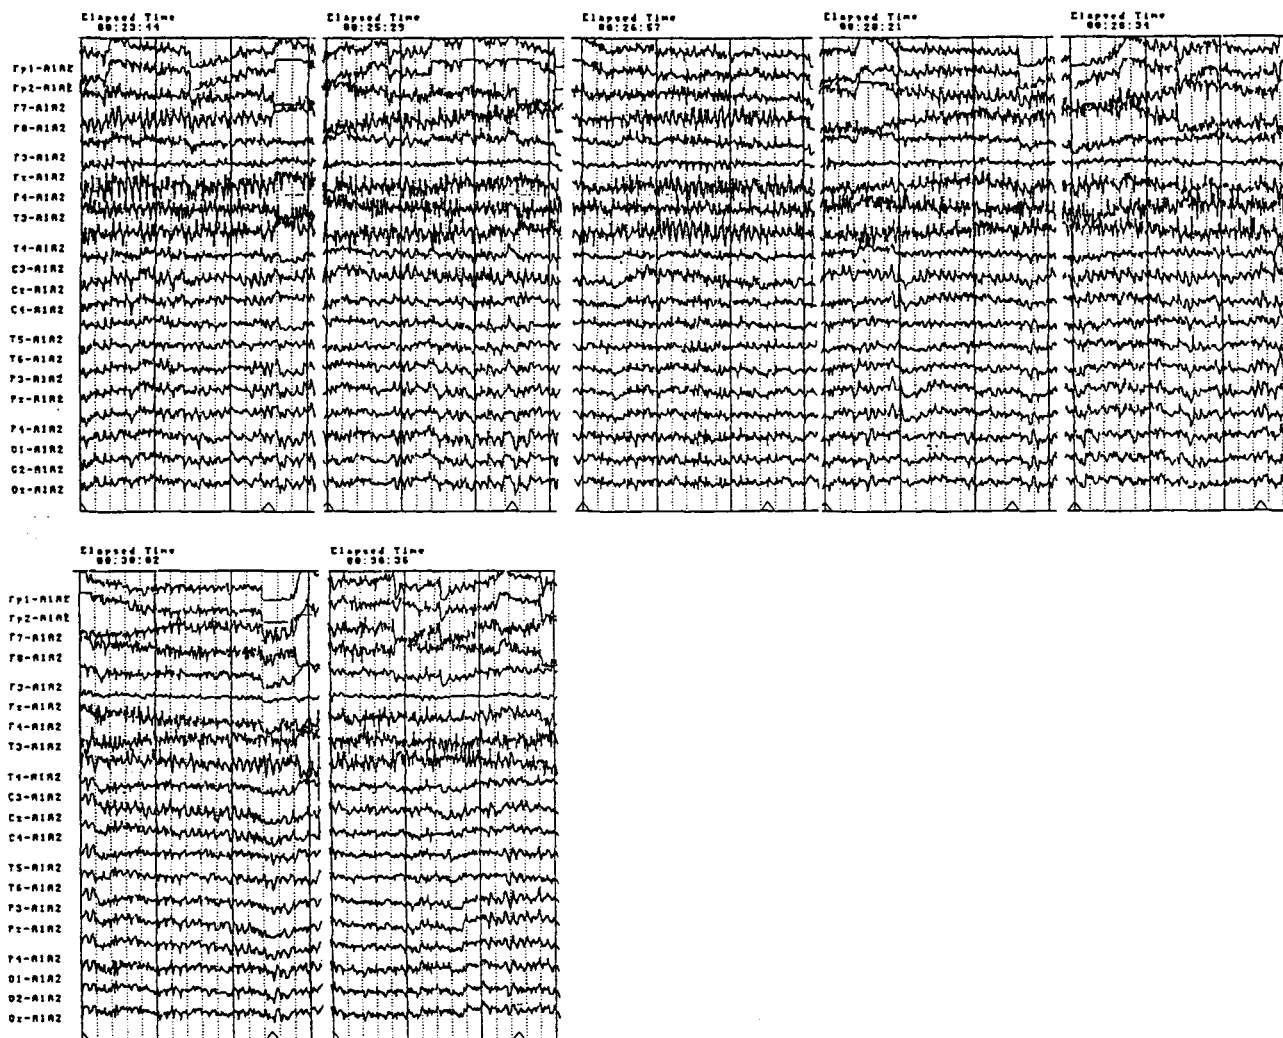 Elapsed Time
00:23:44
Elapsed Time
00:25:29
Elapsed Time
00:26:57
Elapsed Time
00:28:21
Elapsed Time
00:28:34
Fp1-A1A2
Fp2-A1A2
F7-A1A2
F8-A1A2
F3-A1A2
Fz-A1A2
F4-A1A2
T3-A1A2
T4-A1A2
C3-A1A2
Cz-A1A2
C4-A1A2
T5-A1A2
T6-A1A2
P3-A1A2
Pz-A1A2
P4-A1A2
O1-A1A2
O2-A1A2
Oz-A1A2
Elapsed Time
00:30:02
Elapsed Time
00:30:36
Fp1-A1A2
Fp2-A1A2
F7-A1A2
F8-A1A2
F3-A1A2
Fz-A1A2
F4-A1A2
T3-A1A2
T4-A1A2
C3-A1A2
Cz-A1A2
C4-A1A2
T5-A1A2
T6-A1A2
P3-A1A2
Pz-A1A2
P4-A1A2
O1-A1A2
O2-A1A2
Oz-A1A2